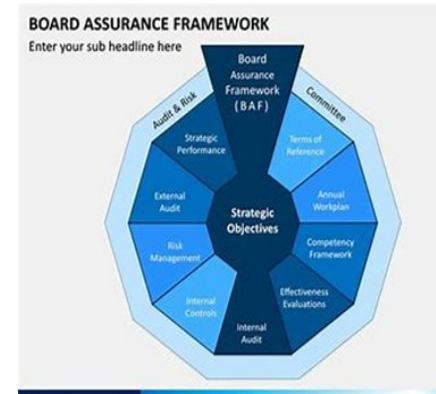 BOARD ASSURANCE FRAMEWORK
Enter your sub headline here
Board
Assurance
Framework
(BAF)
Audit & Risk
Committee
Strategic
Performance
Terms of
Reference
External
Audit
Annual
Workplan
Strategic
Objectives
Risk
Management
Competency
Framework
Internal
Controls
Effectiveness
Evaluations
Internal
Audit